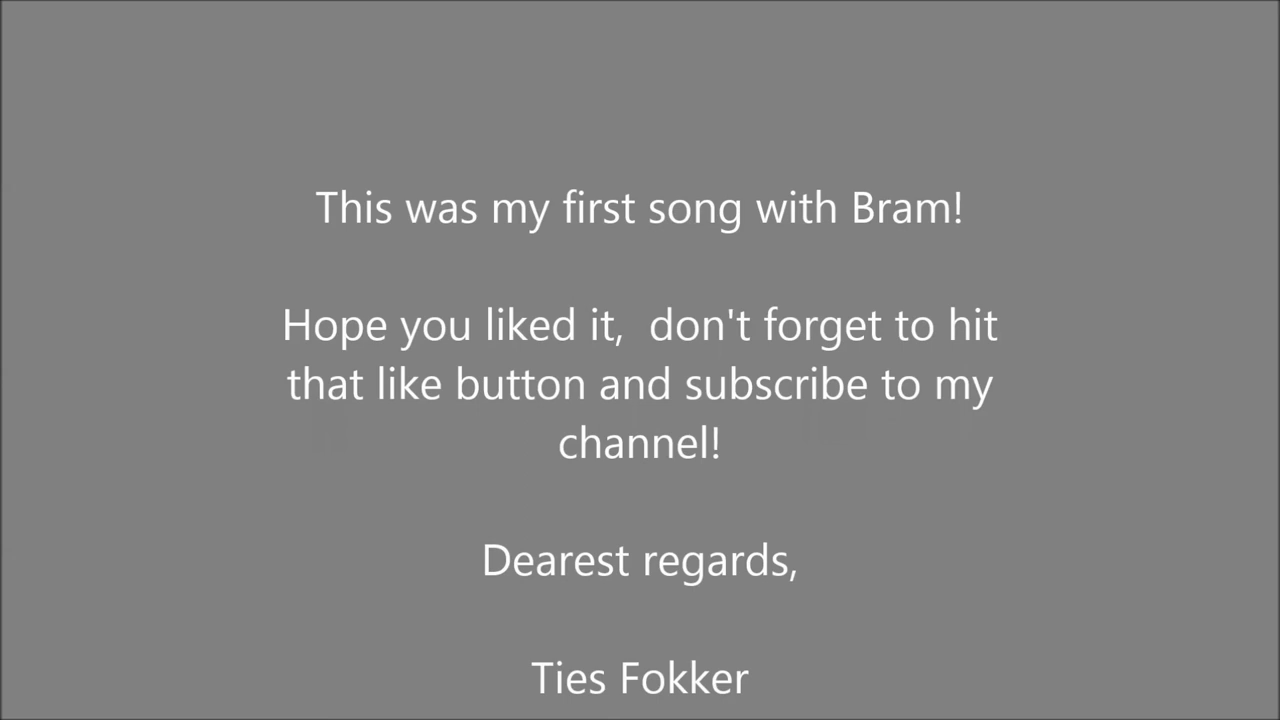 This was my first song with Bram!
Hope you liked it,  don't forget to hit
that like button and subscribe to my
channel!
Dearest regards,
Ties Fokker